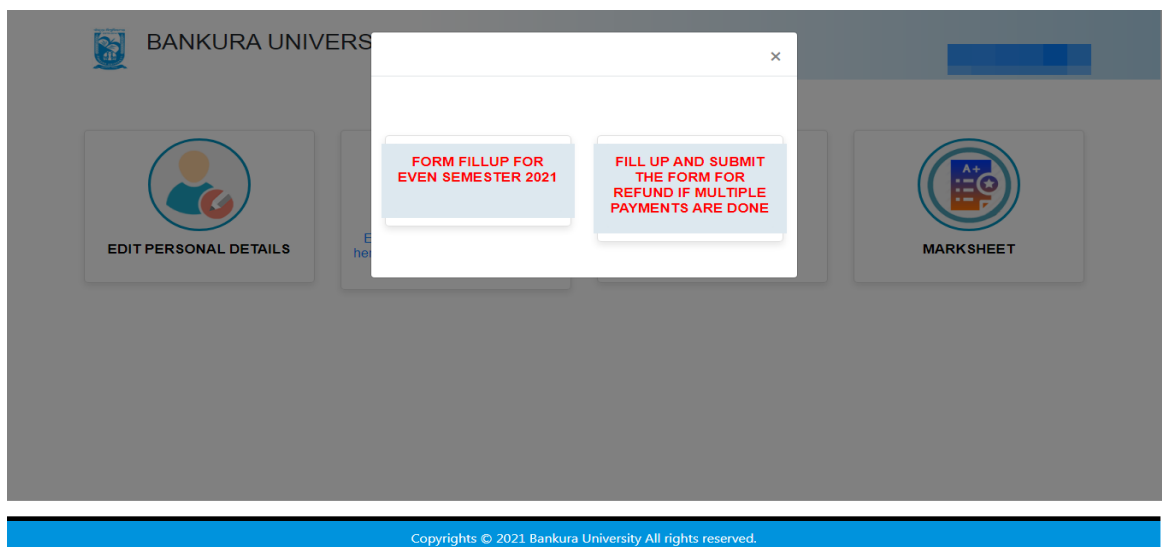 BANKURA UNIVERS
×
FORM FILLUP FOR
EVEN SEMESTER 2021
FILL UP AND SUBMIT
THE FORM FOR
REFUND IF MULTIPLE
PAYMENTS ARE DONE
EDIT PERSONAL DETAILS
E
her
A+
MARKSHEET
Copyrights © 2021 Bankura University All rights reserved.